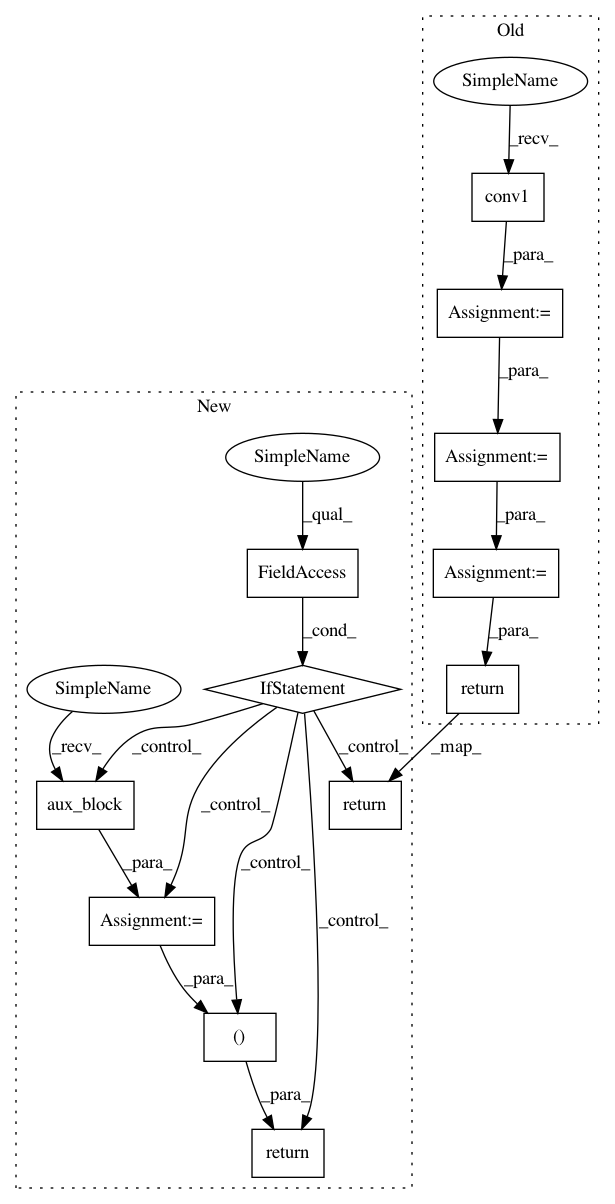 Old
SimpleName
_recv_
conv1
_para_
Assignment:=
_para_
New
SimpleName
Assignment:=
_qual_
_para_
FieldAccess
Assignment:=
_cond_
_para_
SimpleName
IfStatement
return
_recv_
_control_
_control_
_map_
aux_block
_control_
return
_para_
_control_
Assignment:=
_control_
_para_
()
_para_
return